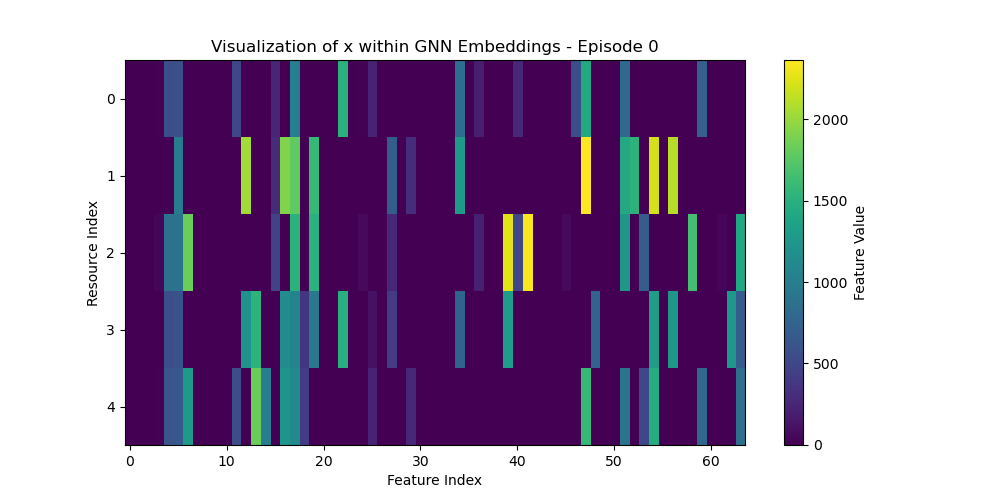 Visualization of x within GNN Embeddings - Episode 0
0
1
2
3
4
Resource Index
0 10 20 30 40 50 60
Feature Index
2000
1500
1000
500
0
Feature Value